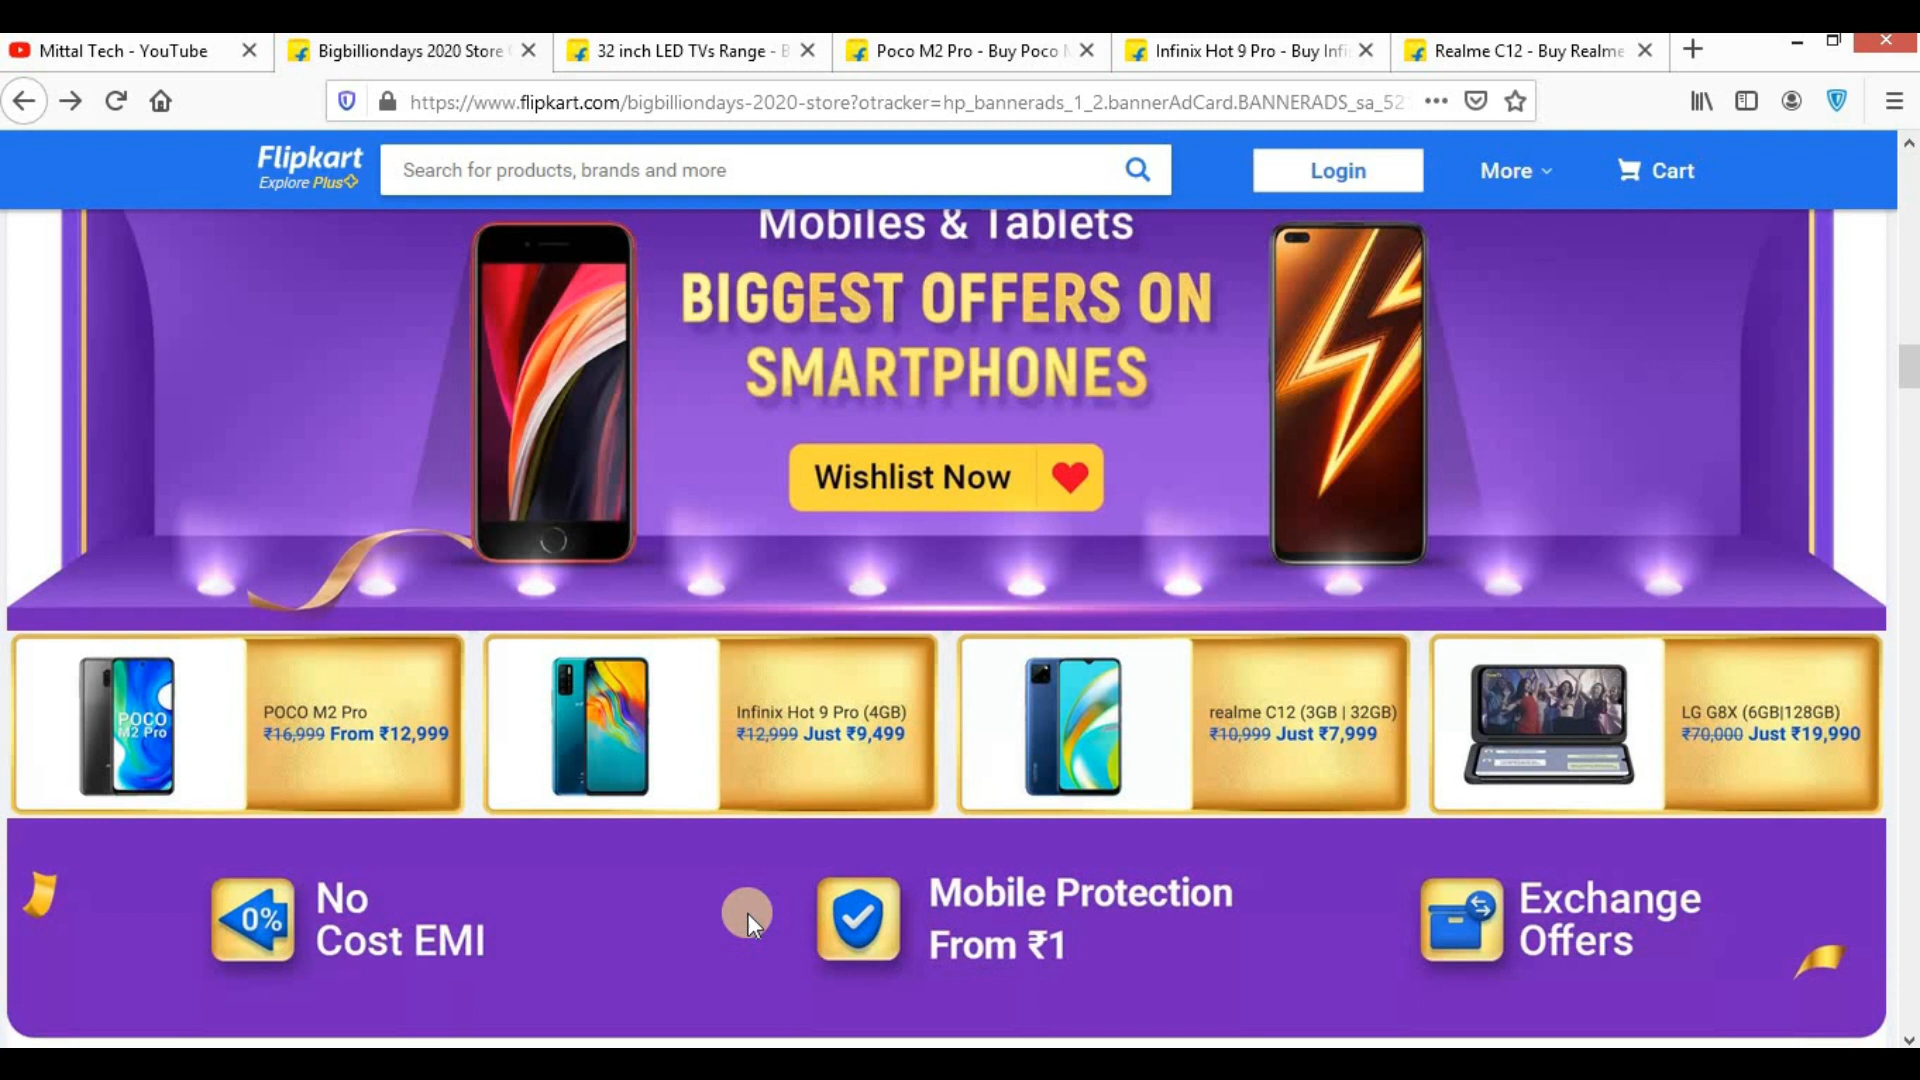 Mittal Tech - YouTube
Bigbilliondays 2020 Store
32 inch LED TVs Range - B
Poco M2 Pro - Buy Poco
Infinix Hot 9 Pro - Buy Infi
Realme C12 - Buy Realme
https://www.flipkart.com/bigbilliondays-2020-store?otracker=hp_bannerads_1_2.bannerAdCard.BANNERADS_sa_52
Flipkart
Explore Plus
Search for products, brands and more
Login
More
Cart
Mobiles & Tablets
BIGGEST OFFERS ON
SMARTPHONES
Wishlist Now
POCO
M2 Pro
POCO M2 Pro
₹16,999 From ₹12,999
Infinix Hot 9 Pro (4GB)
₹12,999 Just ₹9,499
realme C12 (3GB | 32GB)
₹10,999 Just ₹7,999
LG G8X (6GB|128GB)
₹70,000 Just ₹19,990
0%
No
Cost EMI
Mobile Protection
From ₹1
Exchange
Offers